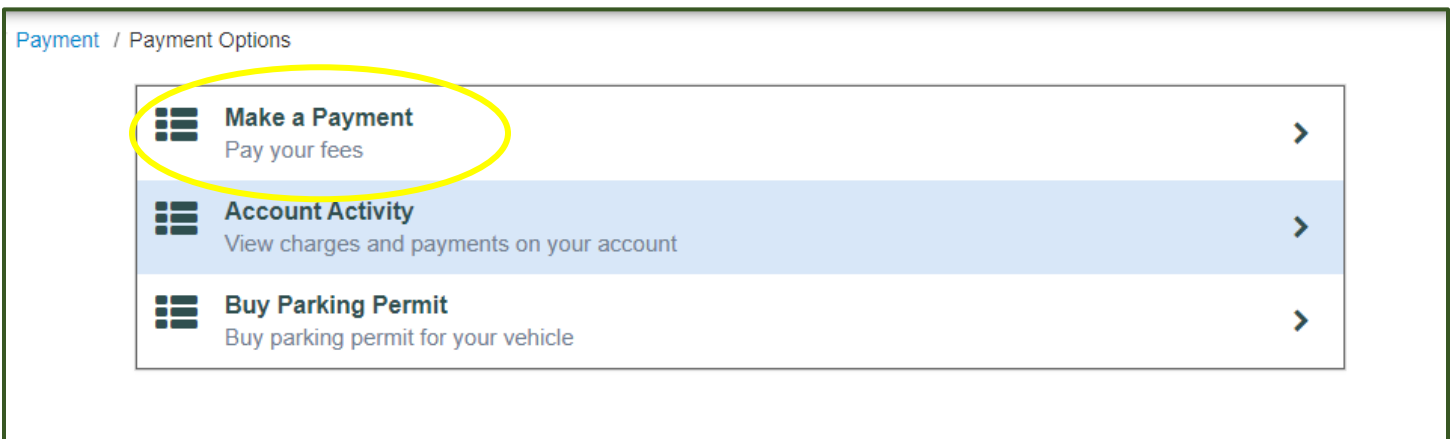 Payment / Payment Options
Make a Payment
Pay your fees
Account Activity
View charges and payments on your account
Buy Parking Permit
Buy parking permit for your vehicle